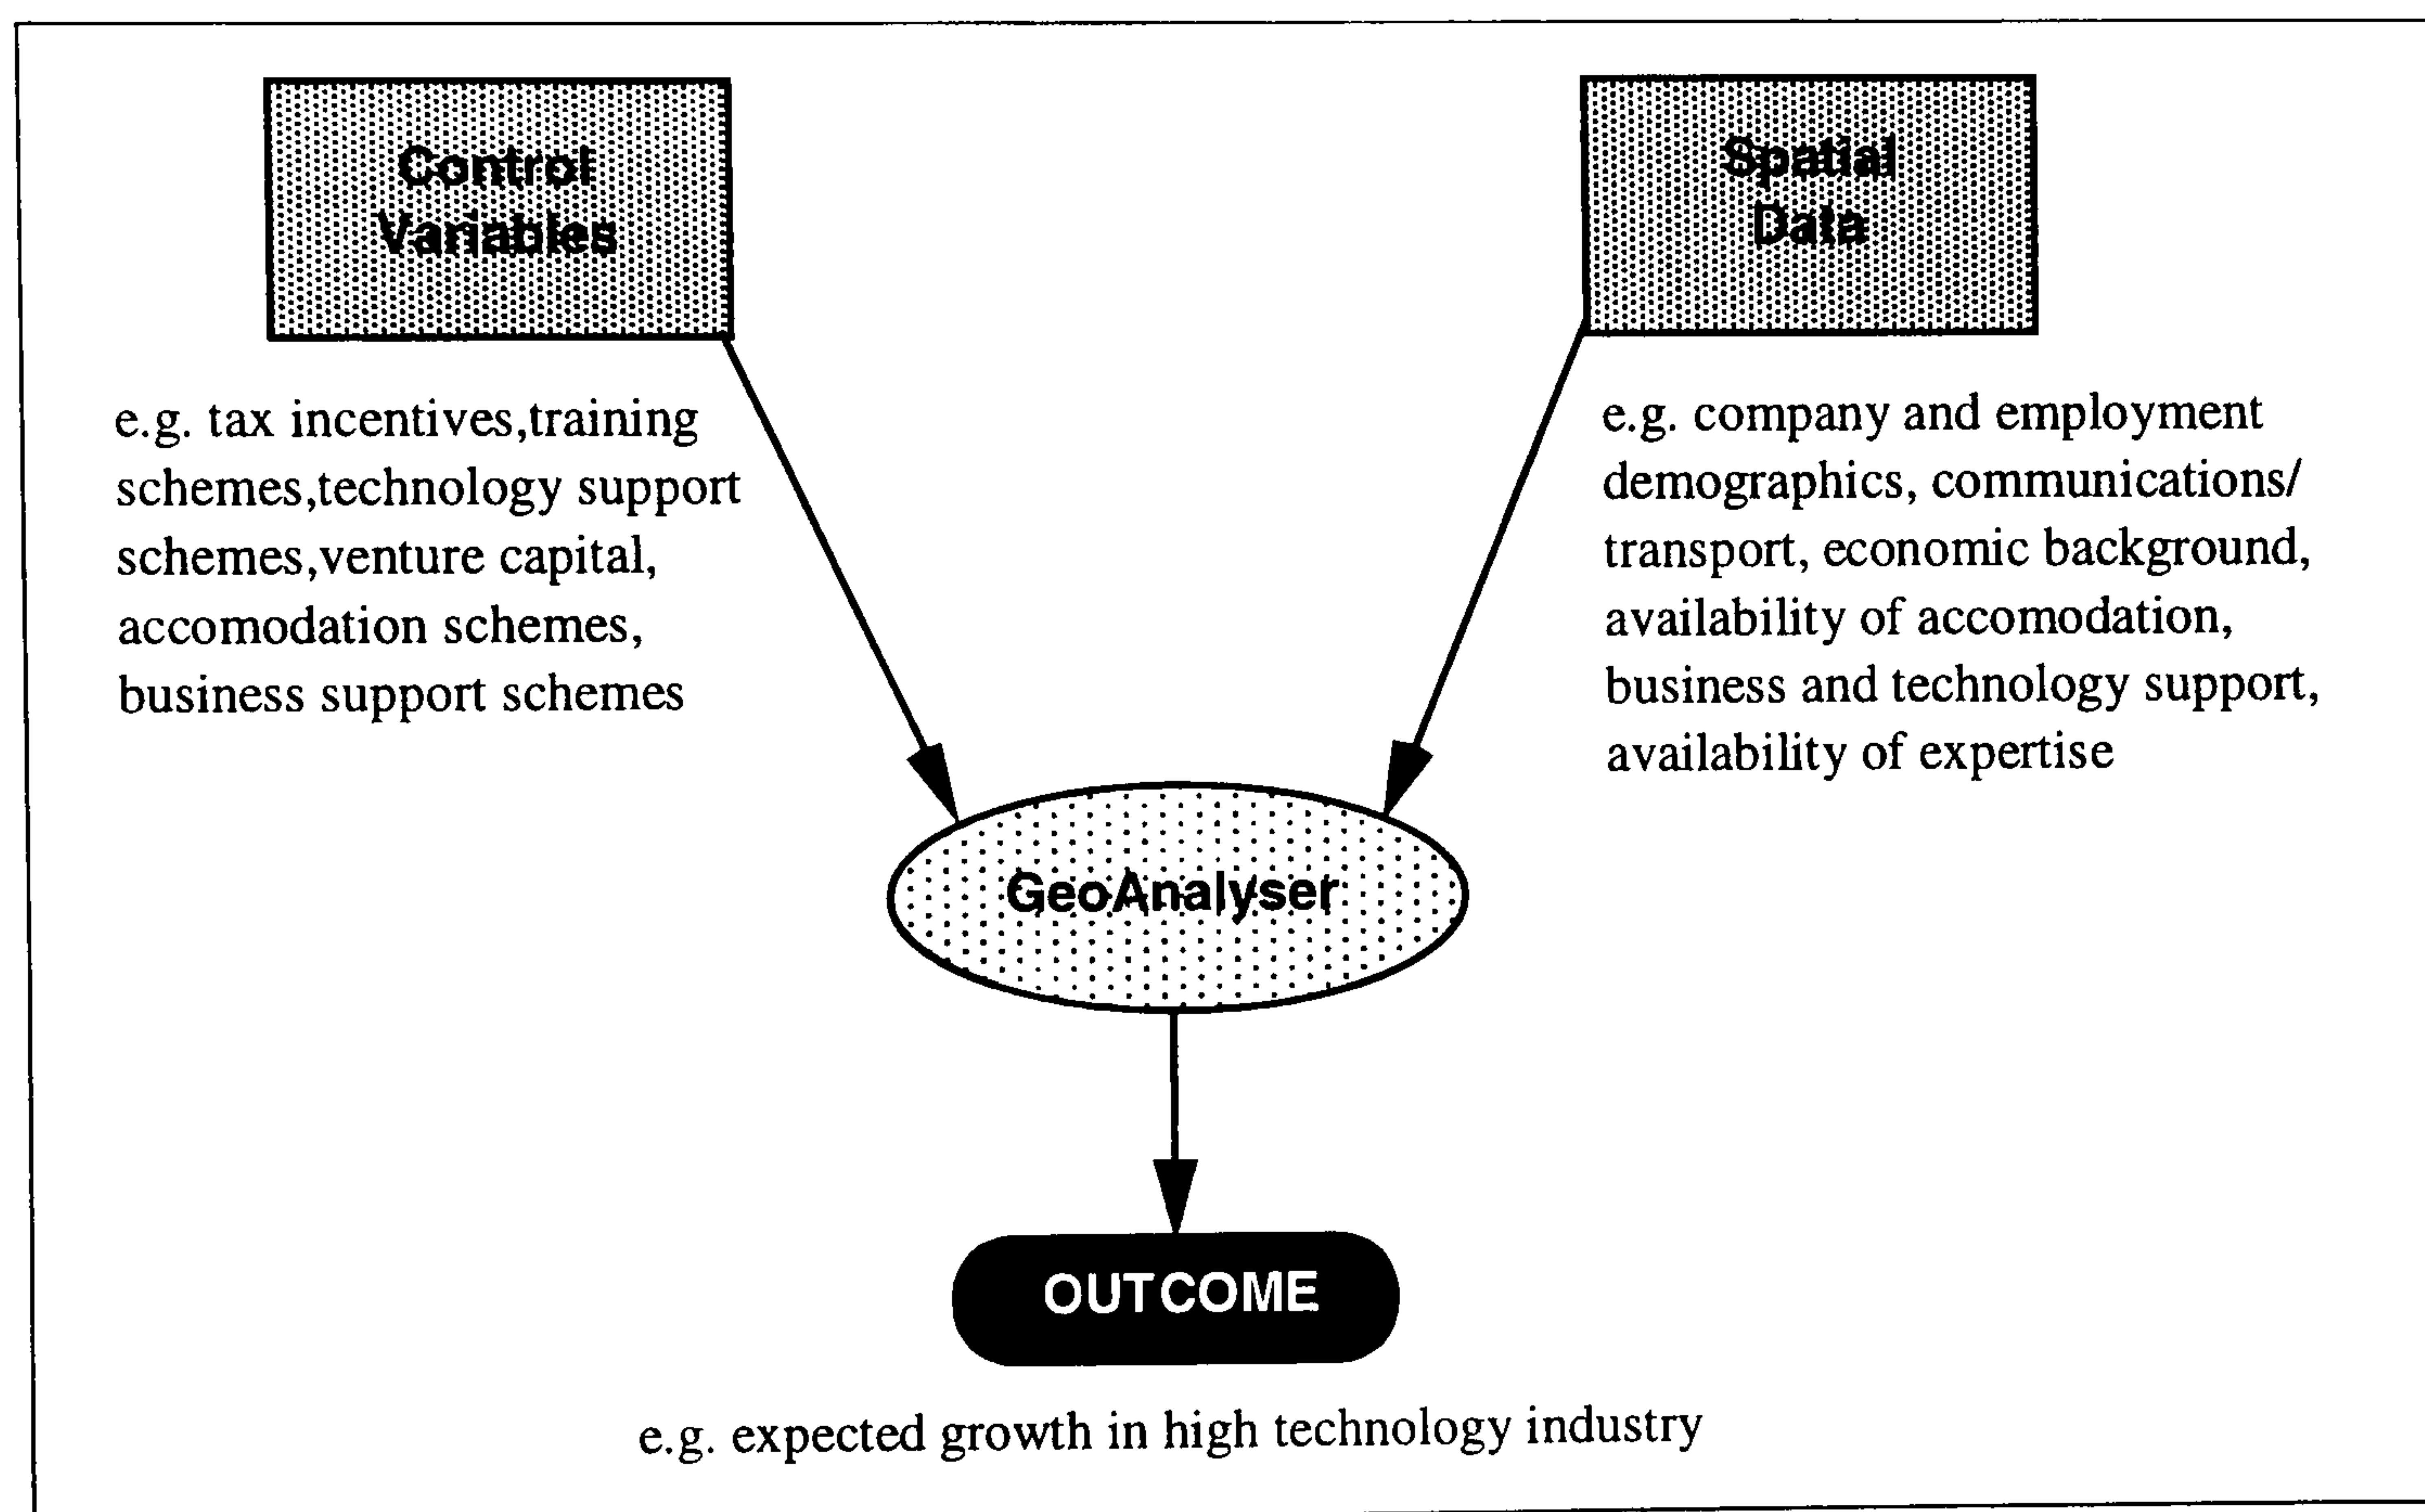 Control
Variables
e.g. tax incentives,training
schemes,technology support
schemes,venture capital,
accomodation schemes,
business support schemes
Spatial
Data
e.g. company and employment
demographics, communications/
transport, economic background,
availability of accomodation,
business and technology support,
availability of expertise
GeoAnalyser
OUTCOME
e.g. expected growth in high technology industry